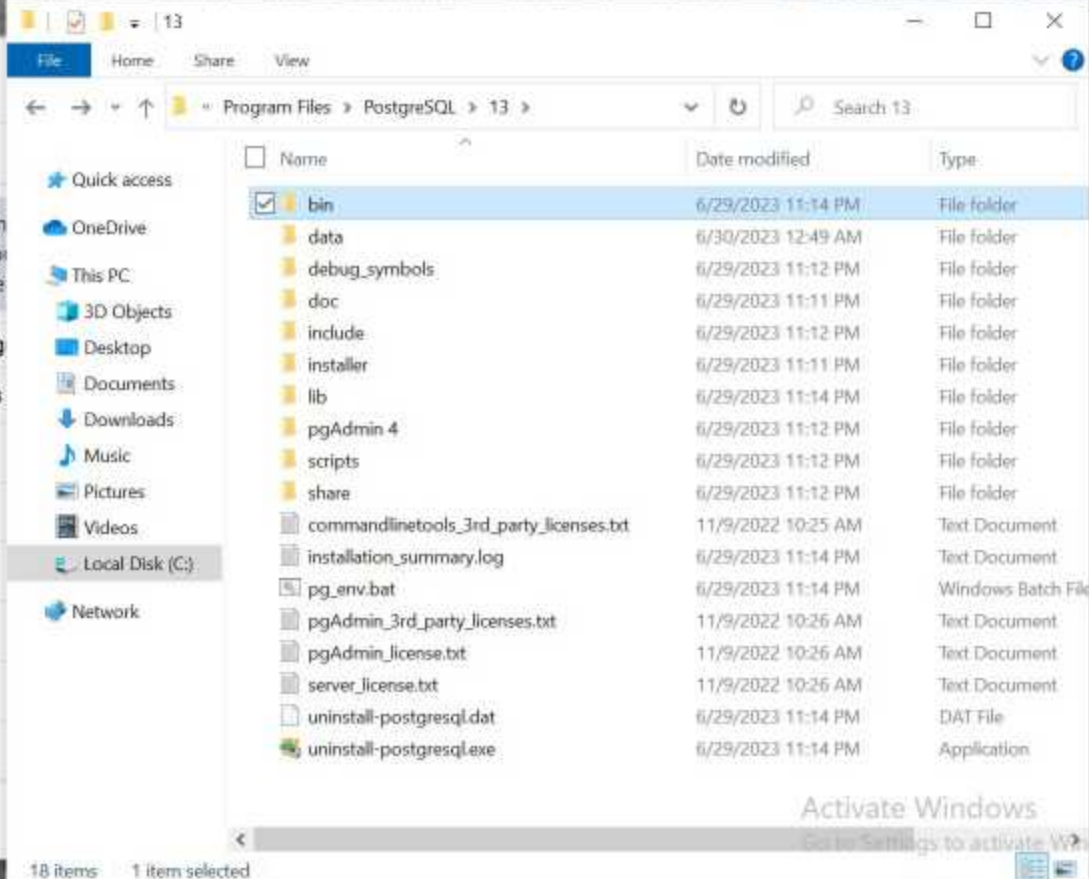 13
File Home Share View
Program Files PostgreSQL 13 Search 13
Name Date modified Type
Quick access
OneDrive
This PC
3D Objects
Desktop
Documents
Downloads
Music
Pictures
Videos
Local Disk (C:)
Network
bin 6/29/2023 11:14 PM File folder
data 6/30/2023 12:49 AM File folder
debug_symbols 6/29/2023 11:12 PM File folder
doc 6/29/2023 11:11 PM File folder
include 6/29/2023 11:12 PM File folder
installer 6/29/2023 11:11 PM File folder
lib 6/29/2023 11:14 PM File folder
pgAdmin 4 6/29/2023 11:12 PM File folder
scripts 6/29/2023 11:12 PM File folder
share 6/29/2023 11:12 PM File folder
commandlinetools_3rd_party_licenses.txt 11/9/2022 10:25 AM Text Document
installation_summary.log 6/29/2023 11:14 PM Text Document
pg_env.bat 6/29/2023 11:14 PM Windows Batch File
pgAdmin_3rd_party_licenses.txt 11/9/2022 10:26 AM Text Document
pgAdmin_license.txt 11/9/2022 10:26 AM Text Document
server_license.txt 11/9/2022 10:26 AM Text Document
uninstall-postgresql.dat 6/29/2023 11:14 PM DAT File
uninstall-postgresql.exe 6/29/2023 11:14 PM Application
Activate Windows
Go to Settings to activate
18 items 1 item selected